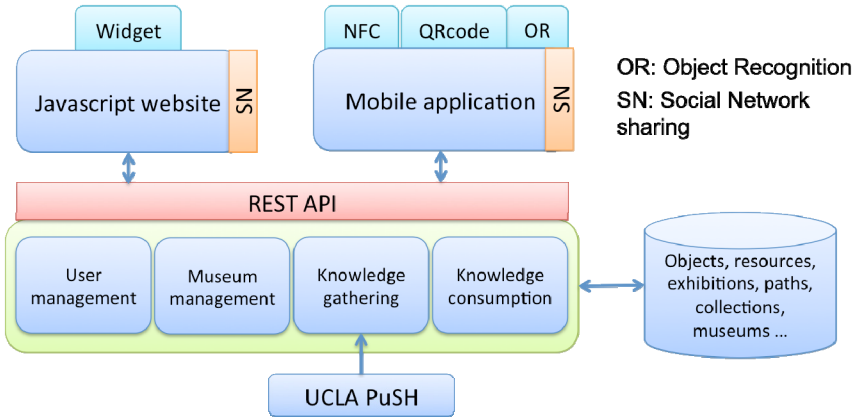 Widget
NFC
QRcode
OR
Javascript website
SN
Mobile application
SN
OR: Object Recognition
SN: Social Network
sharing
REST API
User
management
Museum
management
Knowledge
gathering
Knowledge
consumption
Objects, resources,
exhibitions, paths,
collections,
museums ...
UCLA PuSH